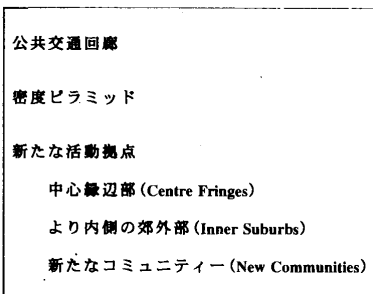 公共交通回廊
密度ピラミッド
新たな活動拠点
中心縁辺部(Centre Fringes)
より内側の郊外部(Inner Suburbs)
新たなコミュニティー(New Communities)